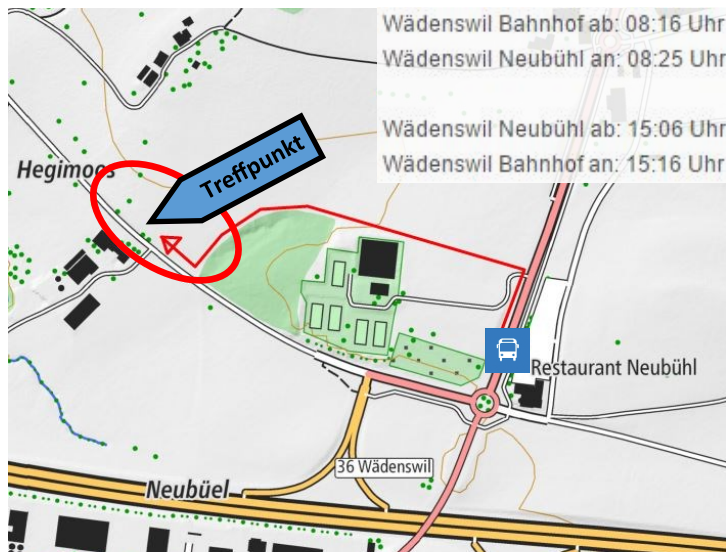 Wädenswil Bahnhof ab: 08:16 Uhr
Wädenswil Neubühl an: 08:25 Uhr
Wädenswil Neubühl ab: 15:06 Uhr
Wädenswil Bahnhof an: 15:16 Uhr
Hegimoos
Treffpunkt
Restaurant Neubühl
36 Wädenswil
Neubüel